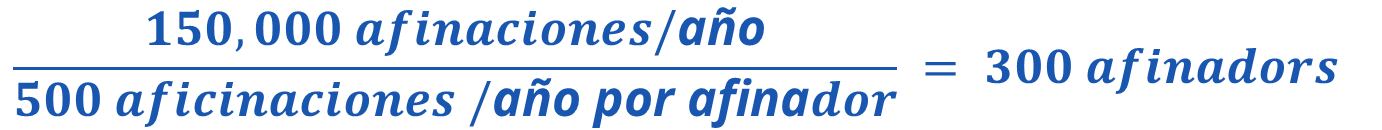 150,000 afinaciones/año
500 aficinaciones /año por afinador
= 300 afinadors